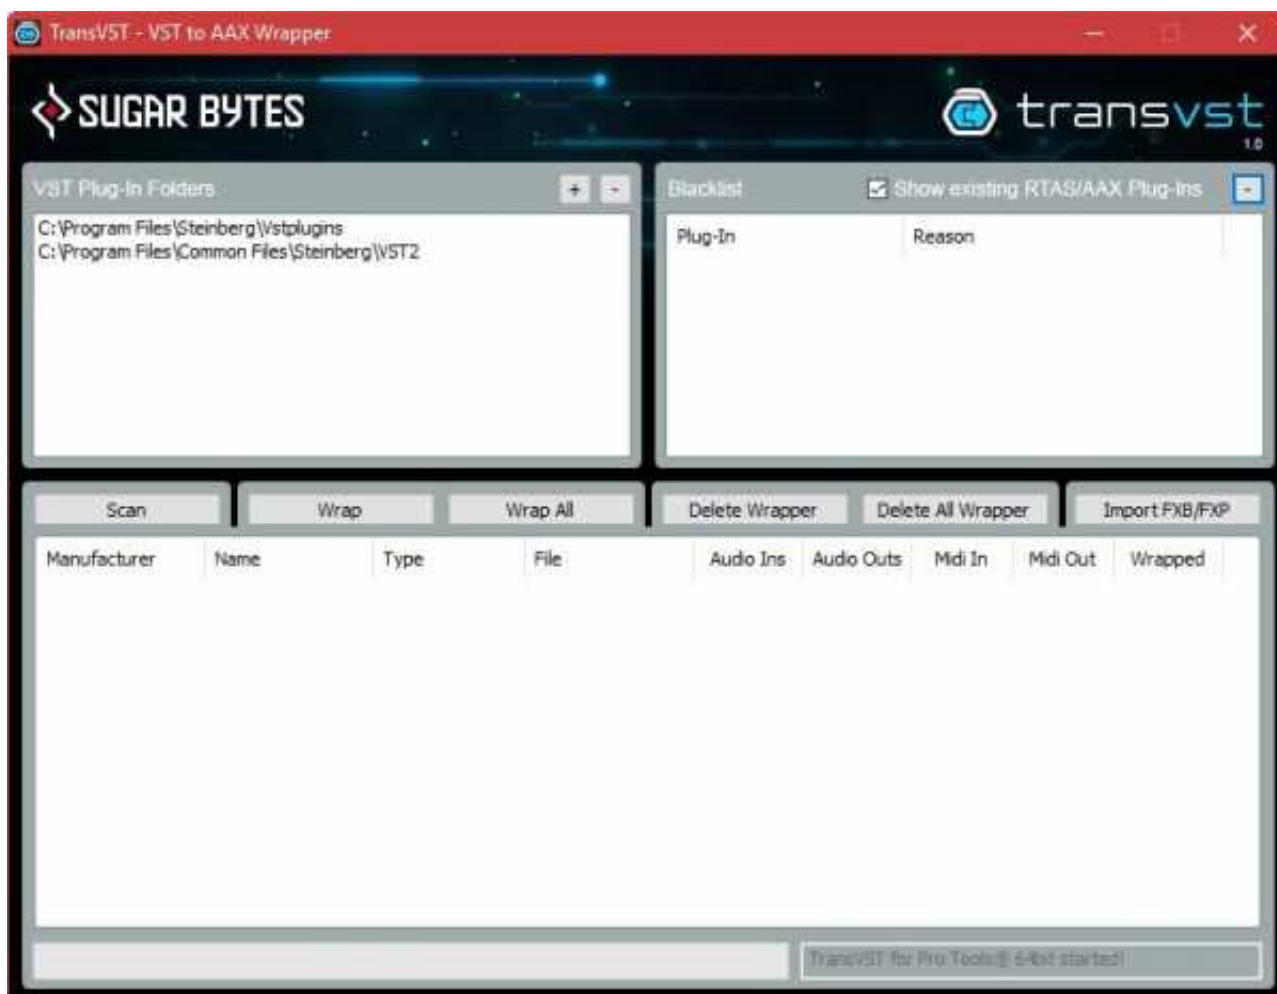 TransVST - VST to AAX Wrapper
SUGAR BYTES
transvst
1.0
VST Plug-In Folders
+ -
Blacklist
Show existing RTAS/AAX Plug-Ins
-
C:\Program Files\Steinberg\Vstplugins
C:\Program Files\Common Files\Steinberg\VST2
Plug-In Reason
Scan Wrap Wrap All Delete Wrapper Delete All Wrapper Import FXB/FXP
Manufacturer Name Type File Audio Ins Audio Outs Midi In Midi Out Wrapped
TransVST for Pro Tools® 64bit started!